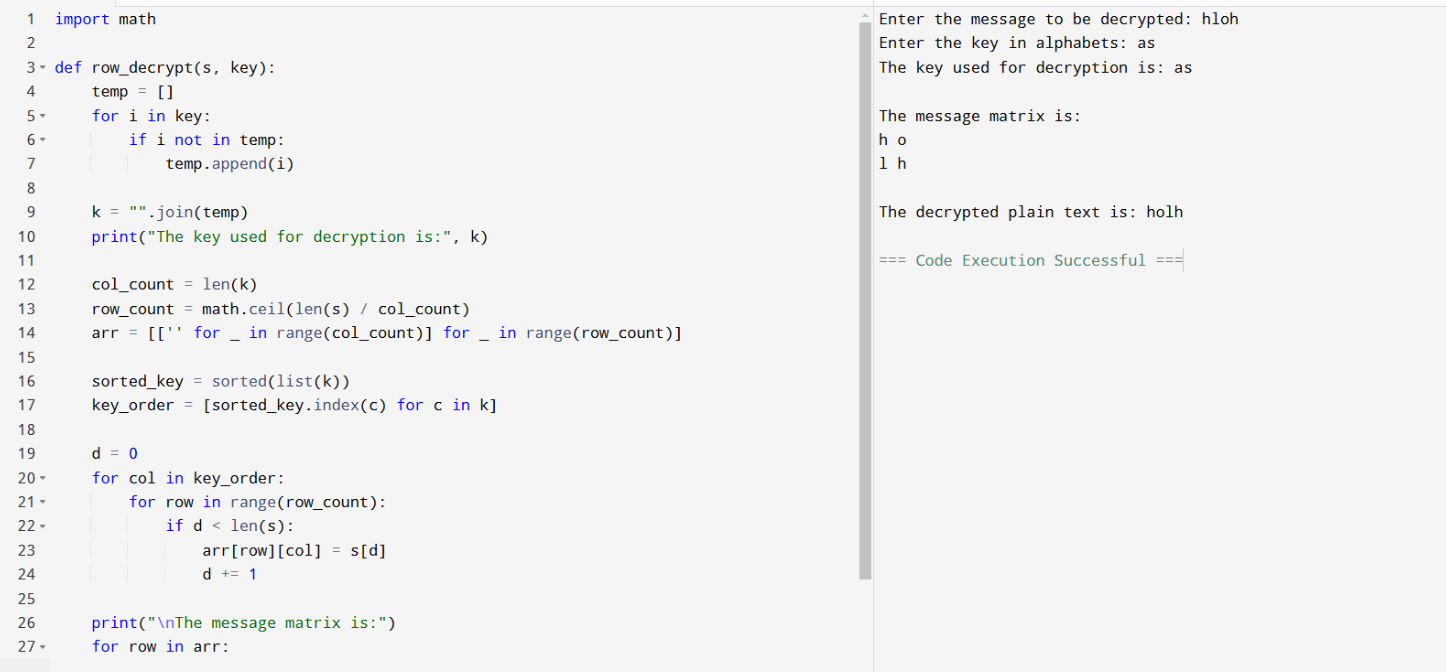 1 import math
2
3 def row_decrypt(s, key):
4     temp = []
5     for i in key:
6         if i not in temp:
7             temp.append(i)
8
9     k = "".join(temp)
10     print("The key used for decryption is:", k)
11
12     col_count = len(k)
13     row_count = math.ceil(len(s) / col_count)
14     arr = [['' for _ in range(col_count)] for _ in range(row_count)]
15
16     sorted_key = sorted(list(k))
17     key_order = [sorted_key.index(c) for c in k]
18
19     d = 0
20     for col in key_order:
21         for row in range(row_count):
22             if d < len(s):
23                 arr[row][col] = s[d]
24                 d += 1
25
26     print("\nThe message matrix is:")
27     for row in arr:
Enter the message to be decrypted: hloh
Enter the key in alphabets: as
The key used for decryption is: as
The message matrix is:
h o
l h
The decrypted plain text is: holh
=== Code Execution Successful ===